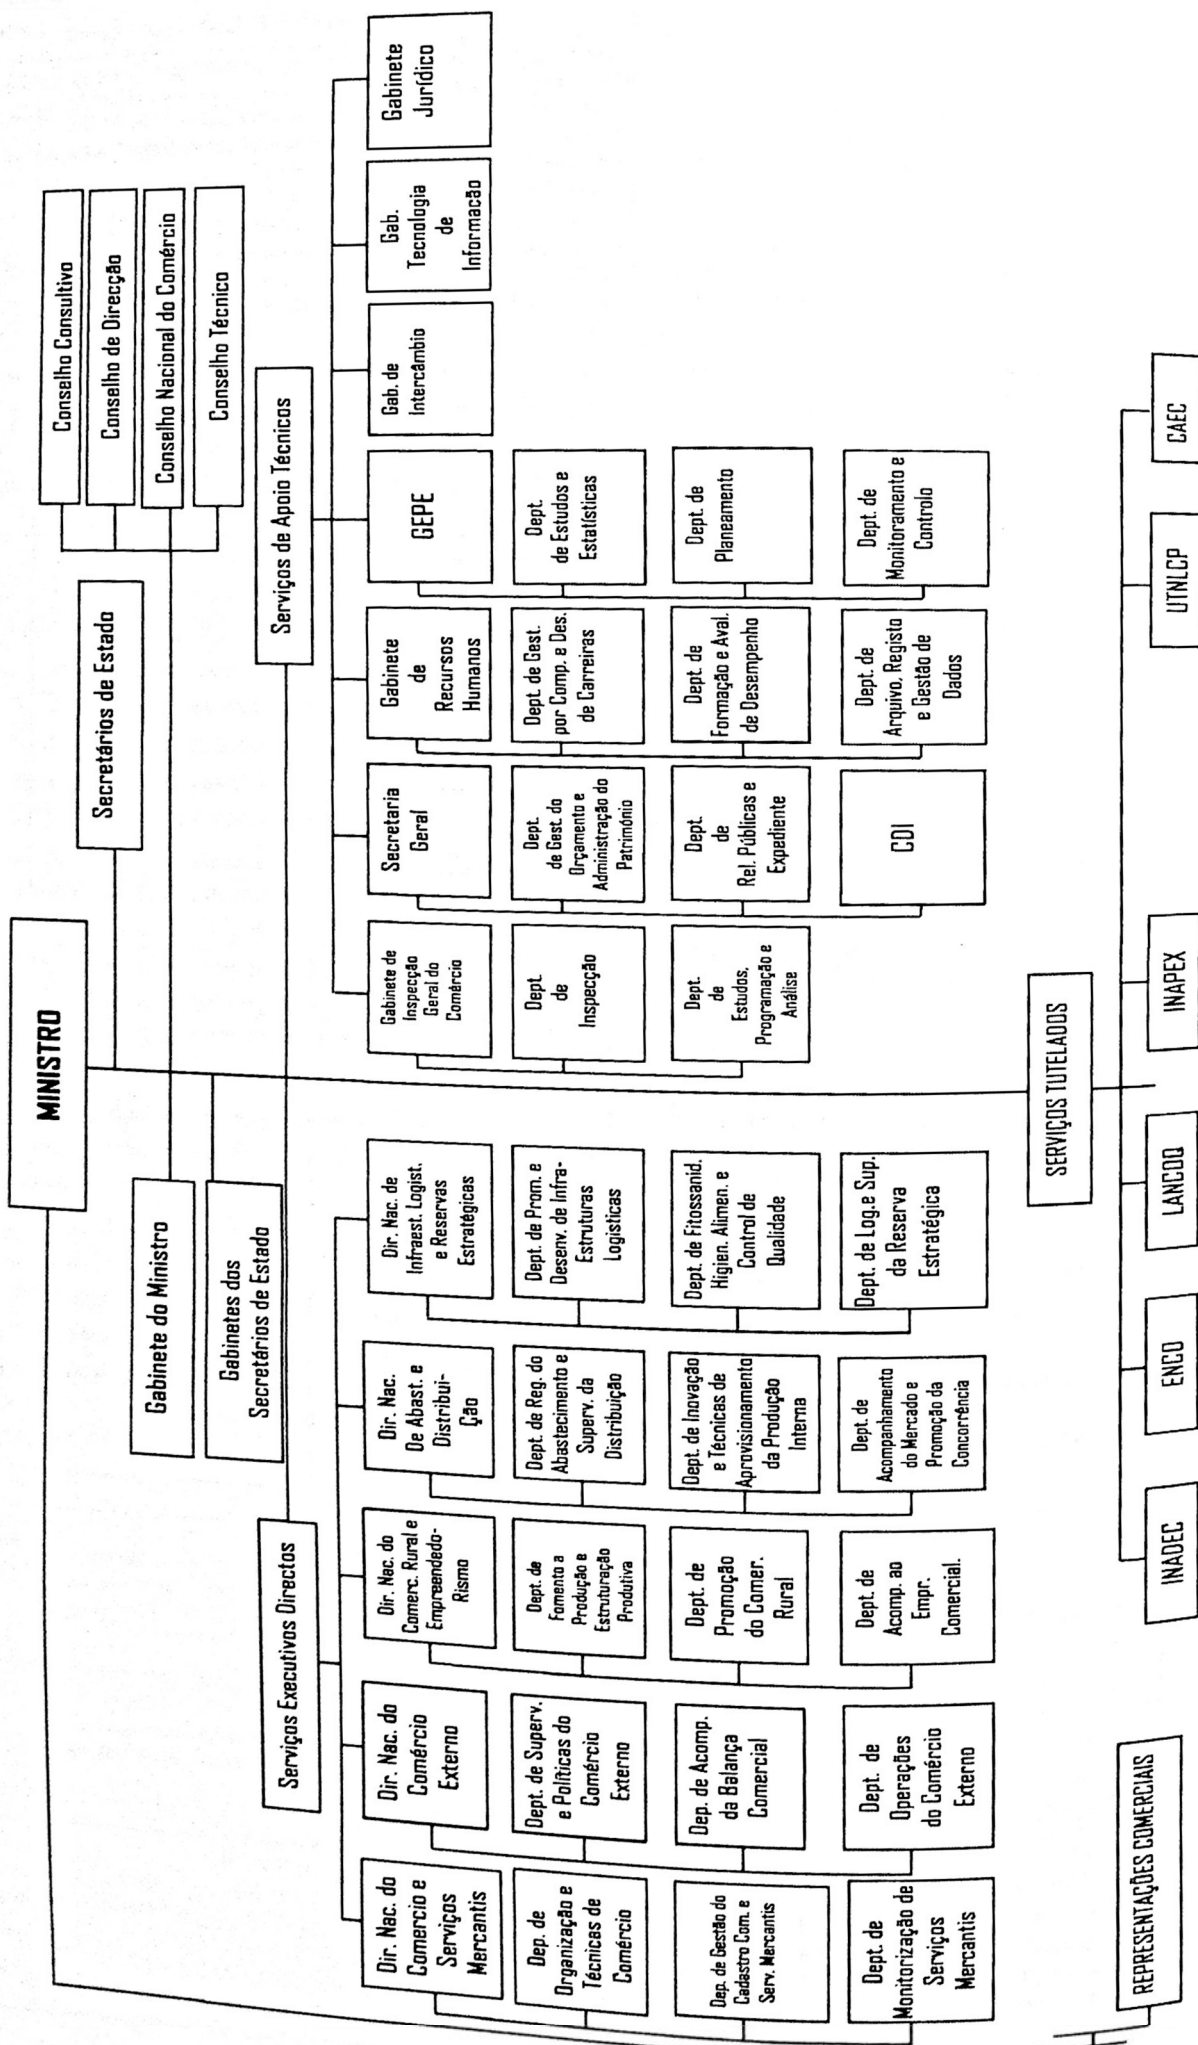 MINISTRO
Secretários de Estado
Conselho Consultivo
Conselho de Direcção
Conselho Nacional do Comércio
Conselho Técnico
Gabinete do Ministro
Gabinetes dos
Secretários de Estado
Serviços Executivos Directos
Serviços de Apoio Técnicos
Dir. Nac. do
Comercio e
Serviços
Mercantis
Dep. de
Organização e
Técnicas de
Comércio
Dep. de Gestão do
Cadastro Com. e
Serv. Mercantis
Dept. de
Monitorização de
Serviços
Mercantis
Dir. Nac. do
Comércio
Externo
Dept. de Superv.
e Políticas do
Comércio
Externo
Dep. de Acomp.
da Balança
Comercial
Dept. de
Operações
do Comércio
Externo
Dir. Nac. do
Comerc. Rural e
Empreendedo-
Rismo
Dept. de
Fomento a
Produção e
Estruturação
Produtiva
Dept. de
Promoção
do Comer.
Rural
Dept. de
Acomp. ao
Empr.
Comercial.
Dir. Nac.
De Abast. e
Distribui-
Ção
Dept. de Reg. do
Abastecimento e
Superv. da
Distribuição
Dept. de Inovação
e Técnicas de
Aprovisionamento
da Produção
Interna
Dept. de
Acompanhamento
do Mercado e
Promoção da
Concorrência
Dir. Nac. de
Infraest. Logist.
e Reservas
Estratégicas
Dept. de Prom. e
Desenv. de Infra-
Estruturas
Logísticas
Dept. de Fitossanid.
Higien. Alimen. e
Control de
Qualidade
Dept. de Log. e Sup.
da Reserva
Estratégica
Gabinete de
Inspecção
Geral do
Comércio
Dept.
de
Inspecção
Dept.
de
Estudos,
Programação e
Análise
Secretaria
Geral
Dept.
de Gest. do
Orçamento e
Administração do
Património
Dept.
de
Rel. Públicas e
Expediente
CDI
Gabinete
de
Recursos
Humanos
Dept. de Gest.
por Comp. e Des.
de Carreiras
Dept. de
Formação e Aval.
de Desempenho
Dept. de
Arquivo, Registo
e Gestão de
Dados
GEPE
Dept.
de Estudos e
Estatísticas
Dept. de
Planeamento
Dept. de
Monitoramento e
Controlo
Gab. de
Intercâmbio
Gab.
Tecnologia
de
Informacão
Gabinete
Jurídico
SERVIÇOS TUTELADOS
REPRESENTAÇÕES COMERCIAIS
INADEC
ENCO
LANCOQ
INAPEX
UTNLCP
CAEC